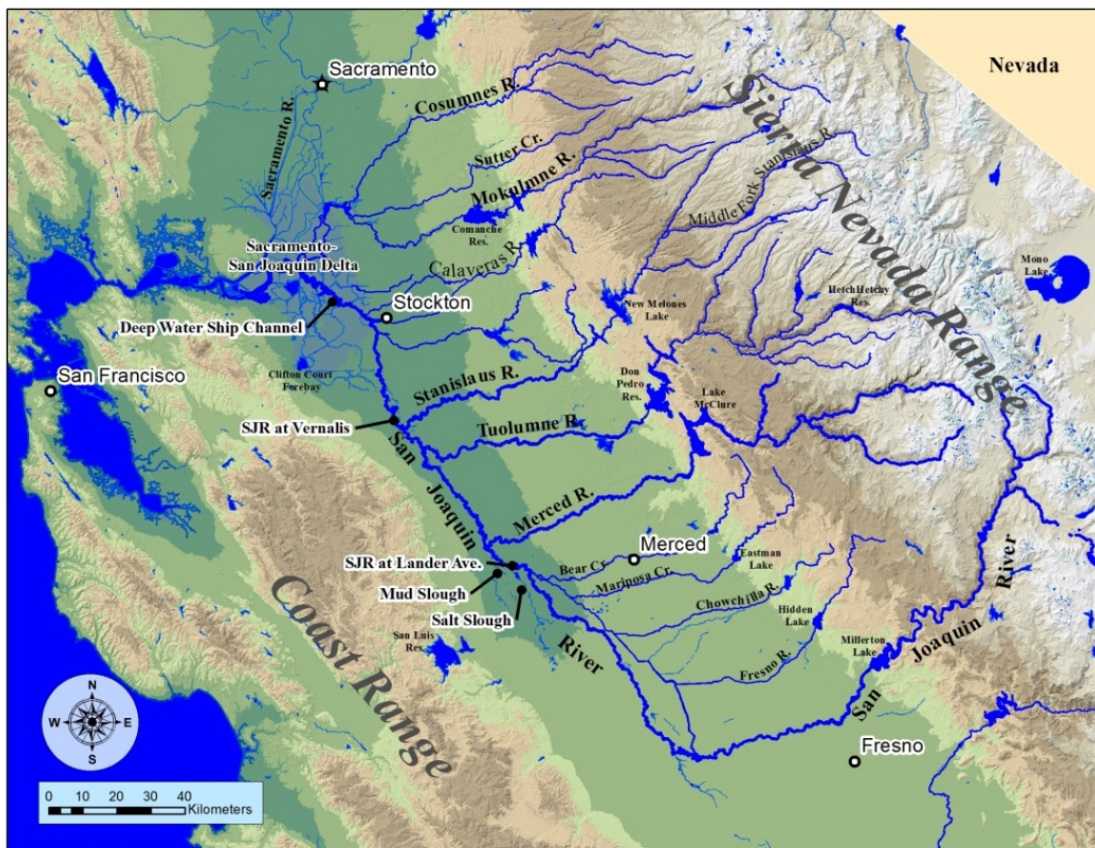 Nevada
Sacramento
Cosumnes R.
Sierra Nevada Range
Sacramento R.
Sutter Cr.
Mokulmne R.
Middle Fork Stanislaus R.
Comanche
Res.
Sacramento-
San Joaquin Delta
Calaveras R.
Mono
Lake
HetchHetchy
Res.
Deep Water Ship Channel
Stockton
New Melones
Lake
Clifton Court
Forebay
San Francisco
Stanislaus R.
Don
Pedro
Res.
Lake
McClure
SJR at Vernalis
Tuolumne R.
San Joaquin River
Merced R.
Merced
SJR at Lander Ave.
Bear Cr.
Eastman
Lake
Mud Slough
Mariposa Cr.
Salt Slough
Chowchilla R.
Hidden
Lake
Coast Range
San Luis
Res.
Fresno R.
Millerton
Lake
San Joaquin River
Fresno
N
W E
S
0 10 20 30 40
Kilometers